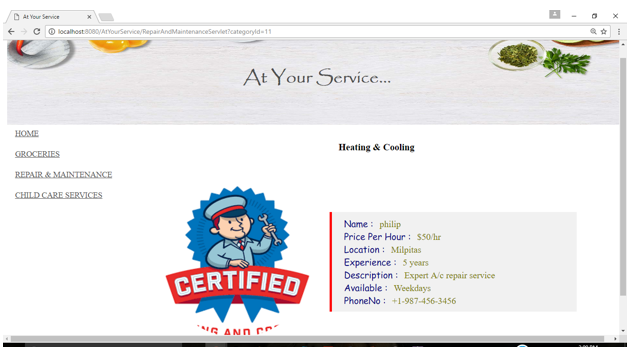 At Your Service
localhost:8080/AtYourService/RepairAndMaintenanceServlet?categoryId=11
At Your Service...
HOME
GROCERIES
REPAIR & MAINTENANCE
CHILD CARE SERVICES
Heating & Cooling
CERTIFIED
AND
Name : philip
Price Per Hour : $50/hr
Location : Milpitas
Experience : 5 years
Description : Expert A/c repair service
Available : Weekdays
PhoneNo : +1-987-456-3456